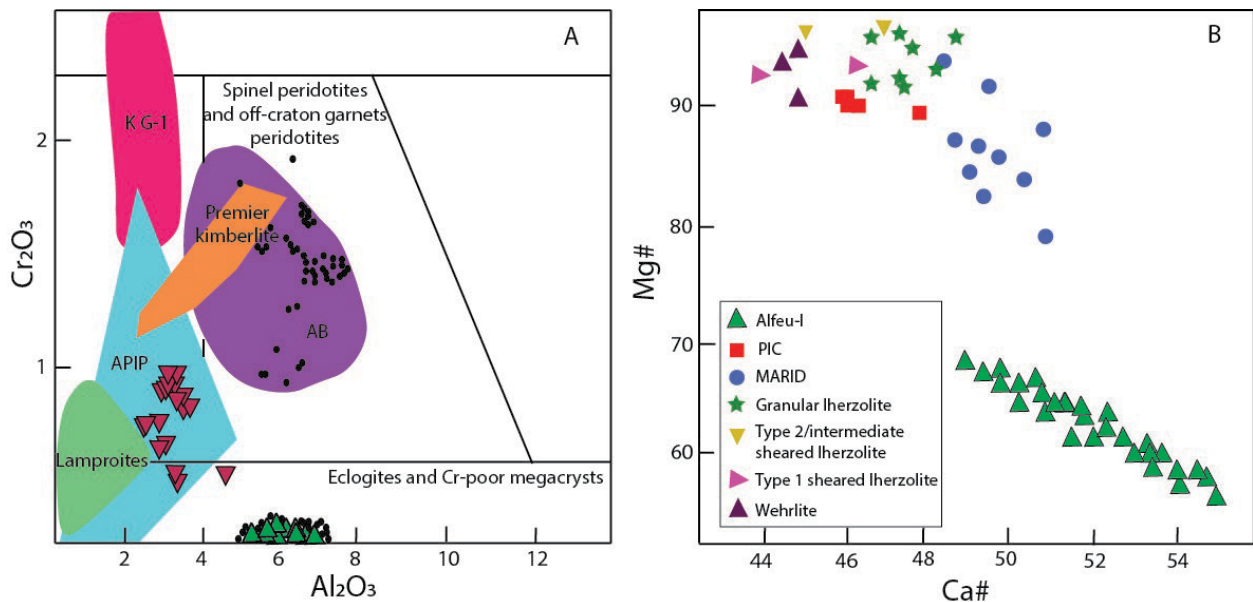 A
K G-1
Spinel peridotites
and off-craton garnets
peridotites
Premier
kimberlite
AB
APIP
I
Lamproites
Eclogites and Cr-poor megacrysts
Cr₂O₃
2
1
2
4
6
8
10
12
Al₂O₃
B
Mg#
90
80
70
60
Alfeu-I
PIC
MARID
Granular lherzolite
Type 2/intermediate
sheared lherzolite
Type 1 sheared lherzolite
Wehrlite
44
46
48
50
52
54
Ca#